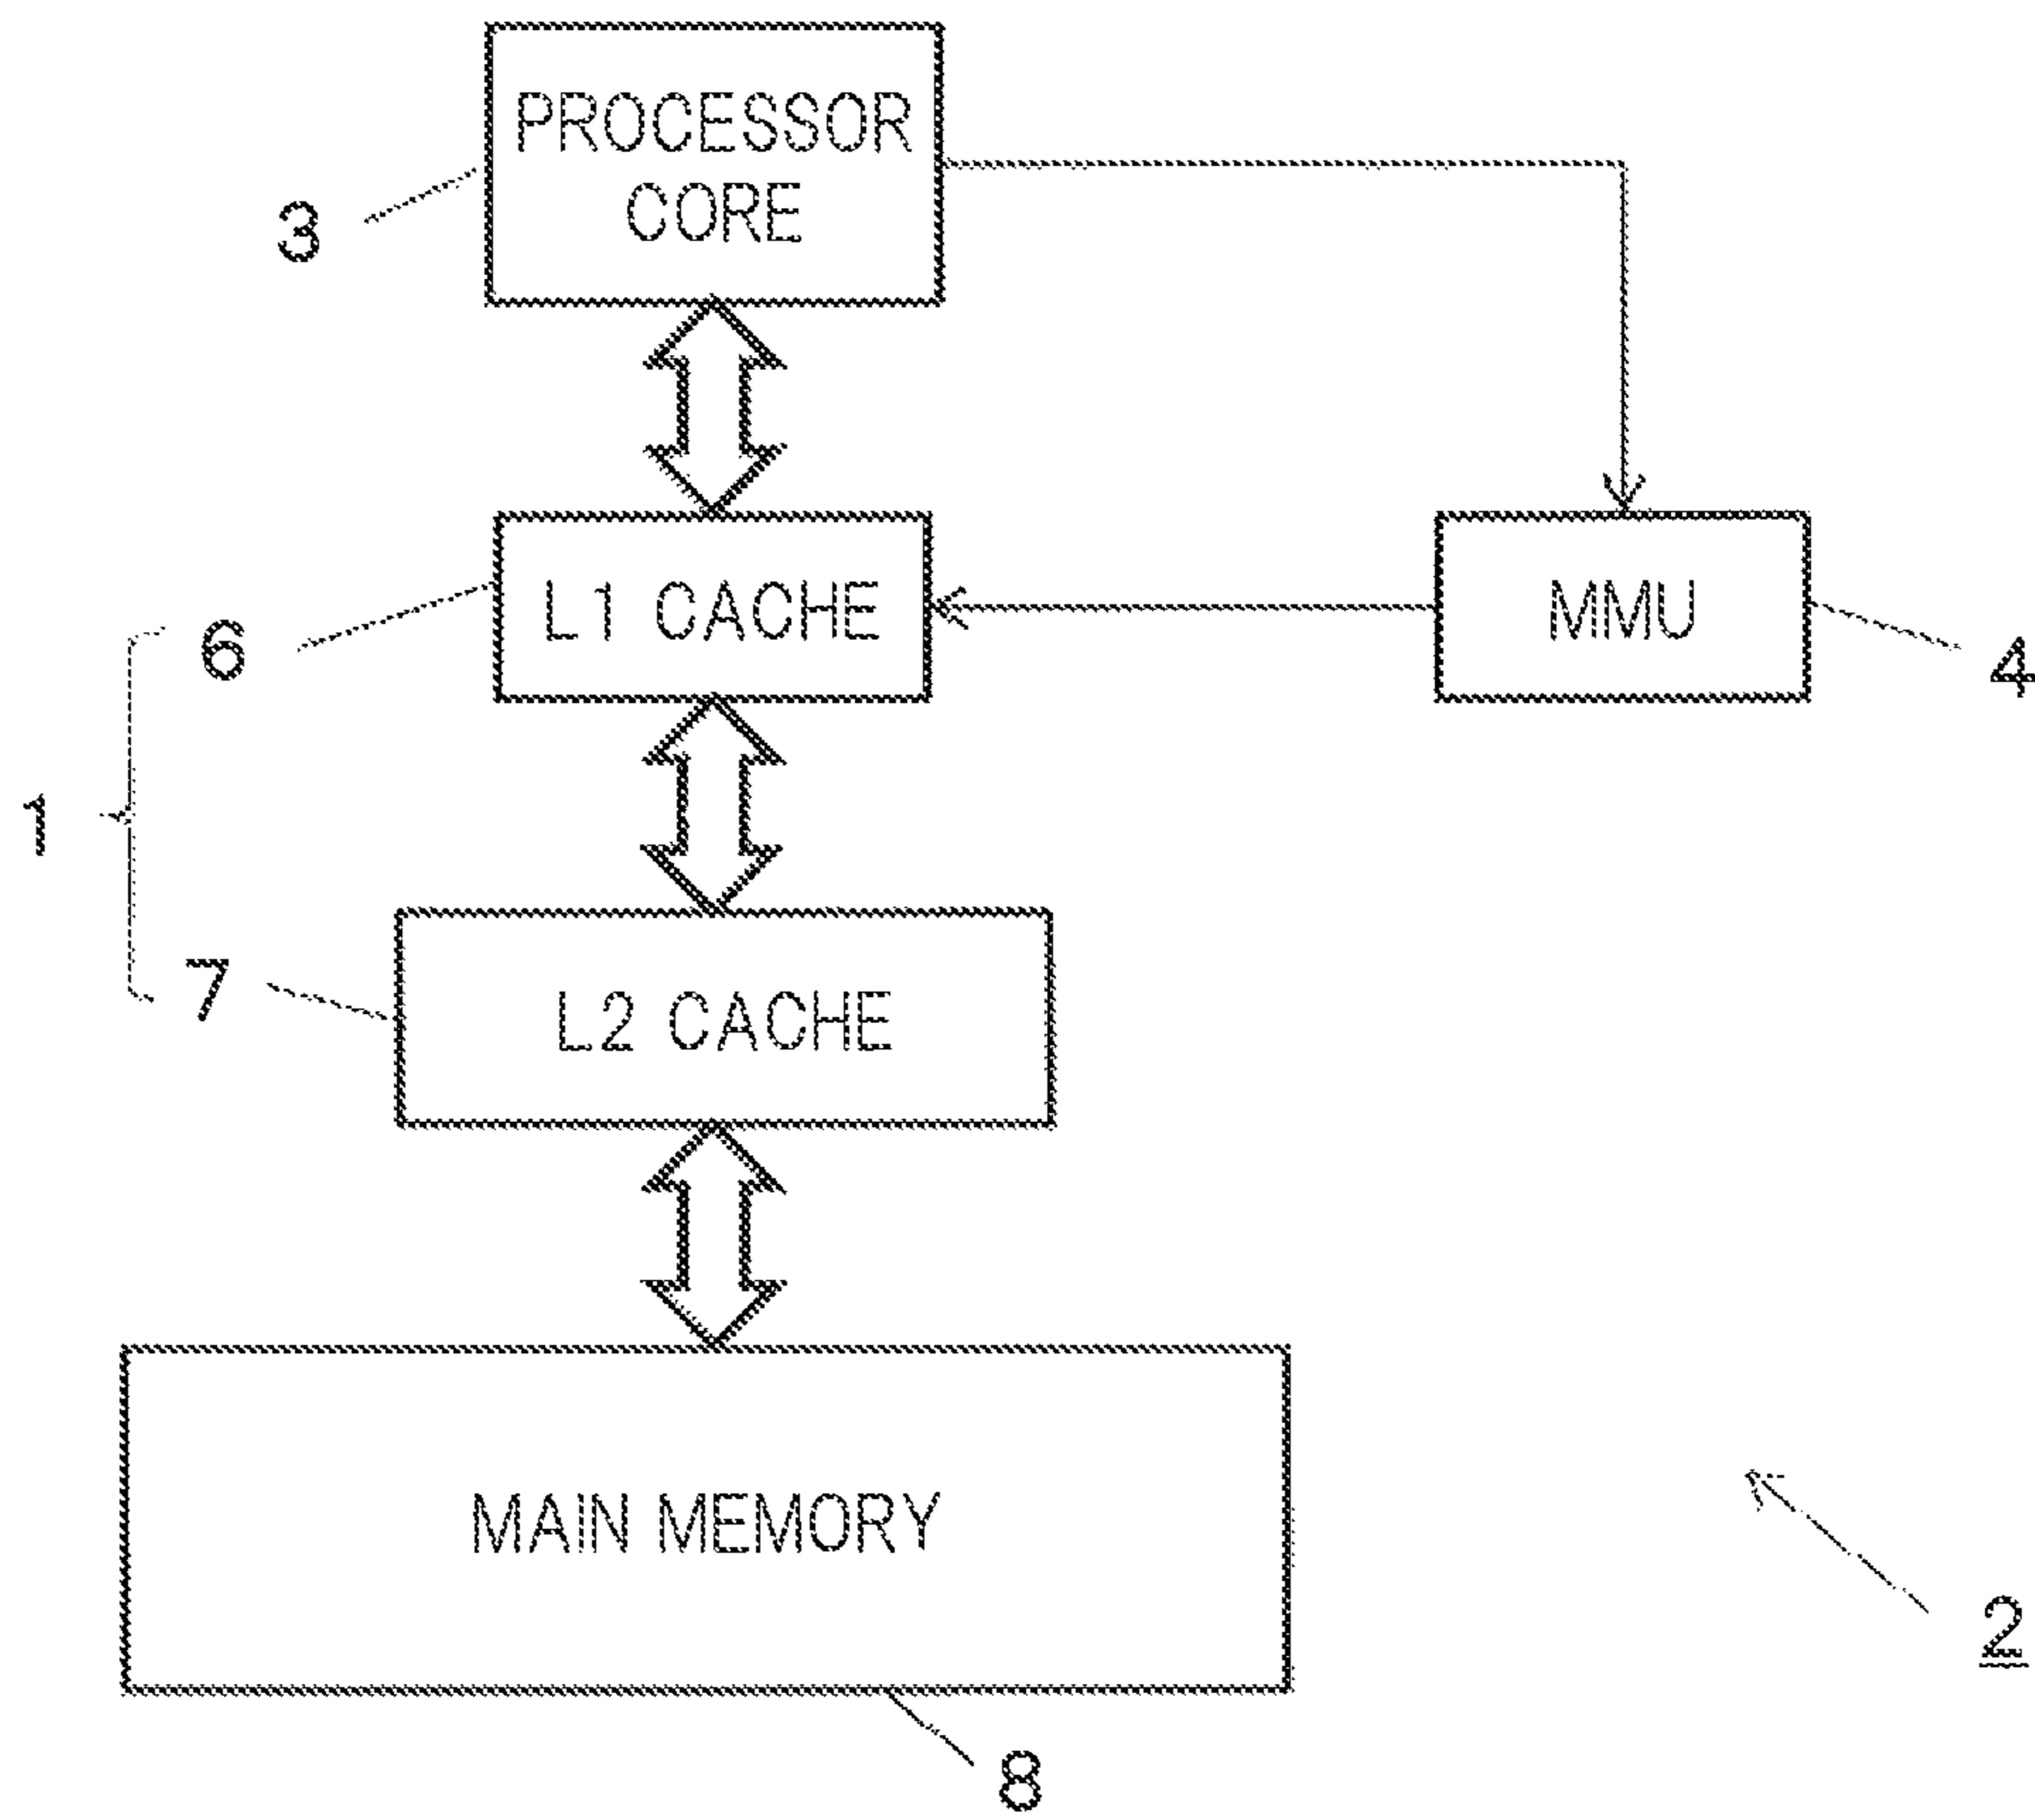 PROCESSOR
CORE
3
L1 CACHE
MMU
6
4
1
7
L2 CACHE
MAIN MEMORY
2
8